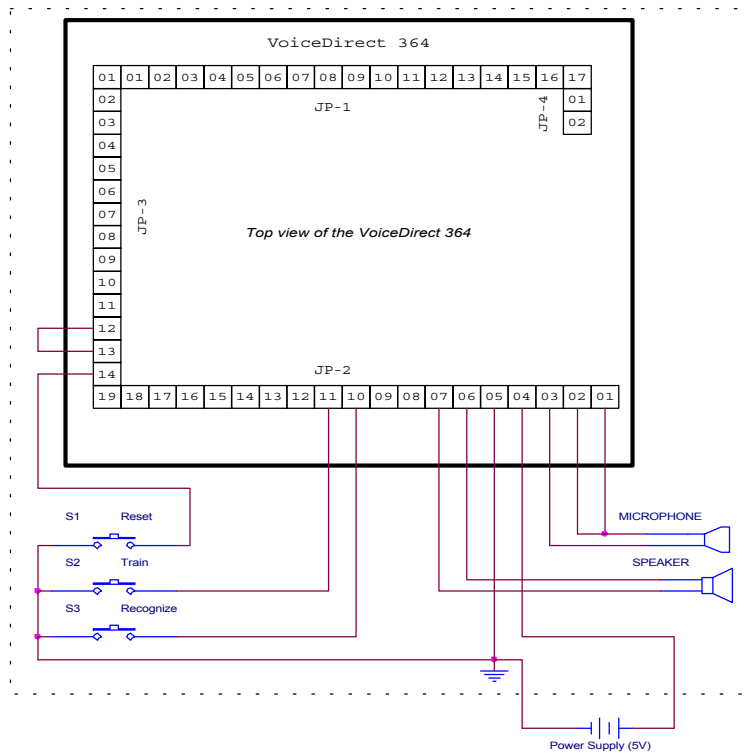 VoiceDirect 364
01 01 02 03 04 05 06 07 08 09 10 11 12 13 14 15 16 17
02
03
04
05
06
07
08
09
10
11
12
13
14
JP-1
JP-4
01
02
JP-3
Top view of the VoiceDirect 364
JP-2
19 18 17 16 15 14 13 12 11 10 09 08 07 06 05 04 03 02 01
S1 Reset
S2 Train
S3 Recognize
MICROPHONE
SPEAKER
Power Supply (5V)